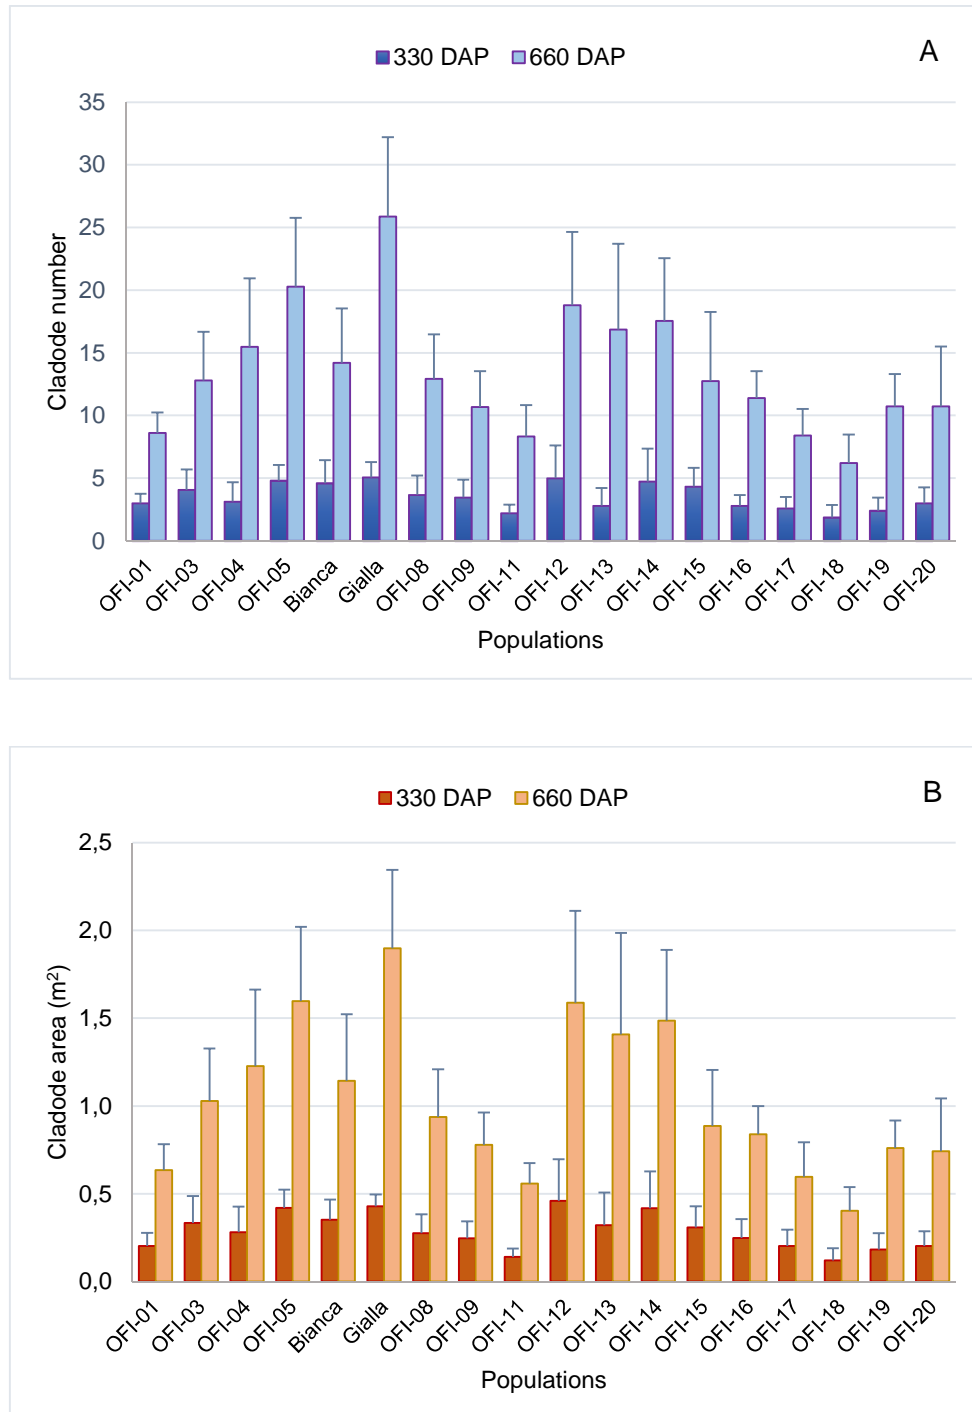 330 DAP 660 DAP
A
35
30
25
20
15
10
5
0
Cladode number
OFI-01 OFI-03 OFI-04 OFI-05 Bianca Gialla OFI-08 OFI-09 OFI-11 OFI-12 OFI-13 OFI-14 OFI-15 OFI-16 OFI-17 OFI-18 OFI-19 OFI-20
Populations
330 DAP 660 DAP
B
2,5
2,0
1,5
1,0
0,5
0,0
Cladode area (m²)
OFI-01 OFI-03 OFI-04 OFI-05 Bianca Gialla OFI-08 OFI-09 OFI-11 OFI-12 OFI-13 OFI-14 OFI-15 OFI-16 OFI-17 OFI-18 OFI-19 OFI-20
Populations